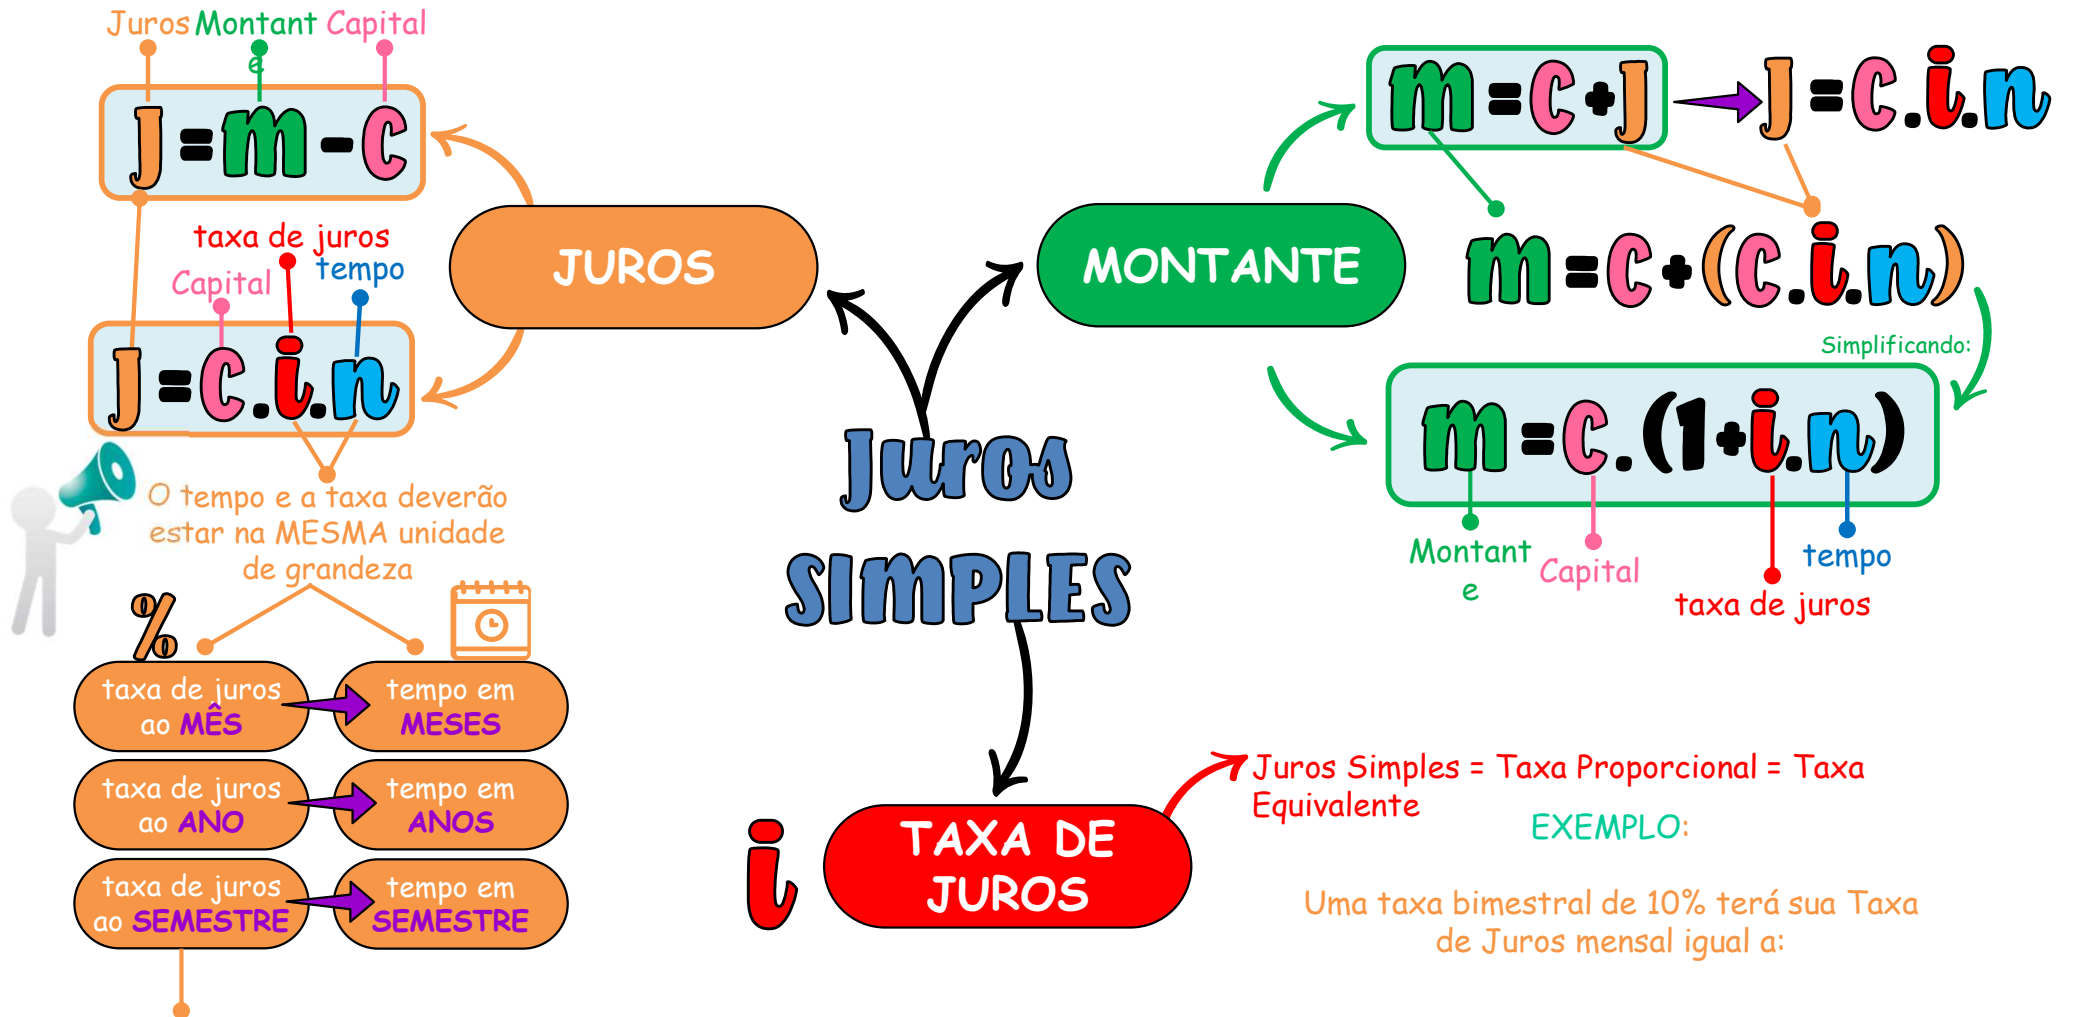 Juros Montant Capital
e
J=m-C
taxa de juros
Capital tempo
J=C.i.n
O tempo e a taxa deverão
estar na MESMA unidade
de grandeza
%
taxa de juros
ao MÊS
tempo em
MESES
taxa de juros
ao ANO
tempo em
ANOS
taxa de juros
ao SEMESTRE
tempo em
SEMESTRE
JUROS
Juros
SIMPLES
MONTANTE
m=C+J
J=C.i.n
m=C+(C.i.n)
Simplificando:
m=C.(1+i.n)
Montant
e
Capital
taxa de juros
tempo
i
TAXA DE
JUROS
Juros Simples = Taxa Proporcional = Taxa
Equivalente
EXEMPLO:
Uma taxa bimestral de 10% terá sua Taxa
de Juros mensal igual a: